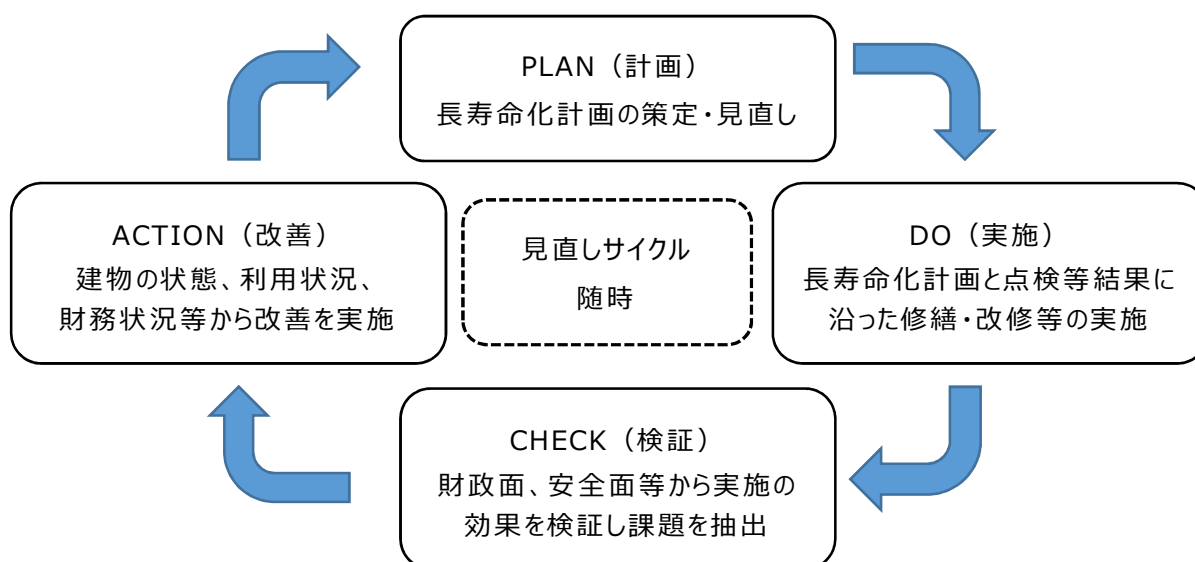 PLAN（計画）
長寿命化計画の策定・見直し
ACTION（改善）
建物の状態、利用状況、
財務状況等から改善を実施
見直しサイクル
随時
DO（実施）
長寿命化計画と点検等結果に
沿った修繕・改修等の実施
CHECK（検証）
財政面、安全面等から実施の
効果を検証し課題を抽出